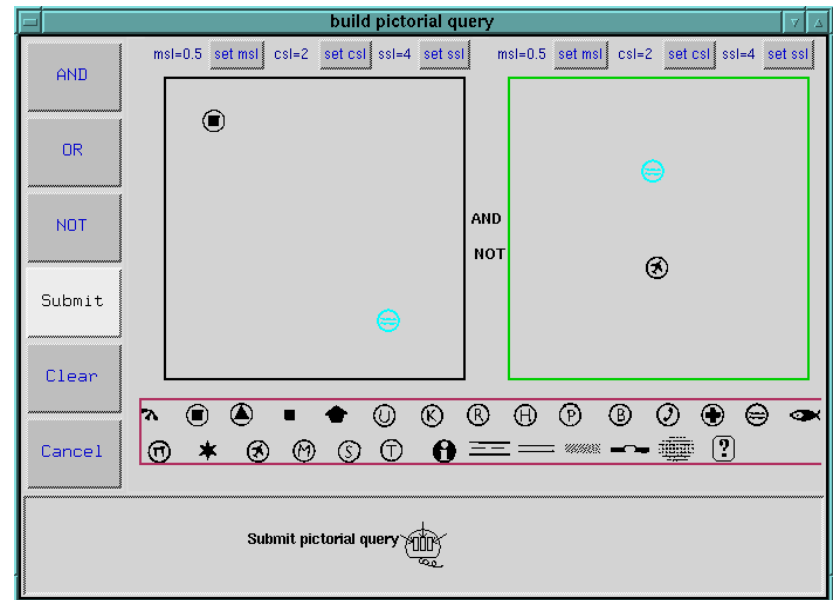 build pictorial query
msl=0.5 set msl csl=2 set csl ssl=4 set ssl
msl=0.5 set msl csl=2 set csl ssl=4 set ssl
AND
OR
NOT
Submit
Clear
Cancel
AND
NOT
U K R H P B
M S T i ?
Submit pictorial query